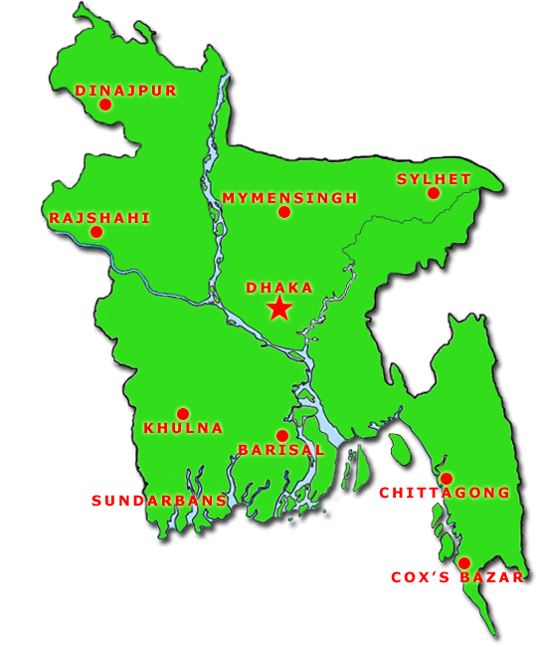 DINAJPUR
SYLHET
MYMENSINGH
RAJSHAHI
DHAKA
KHULNA
BARISAL
CHITTAGONG
SUNDARBANS
COX'S BAZAR